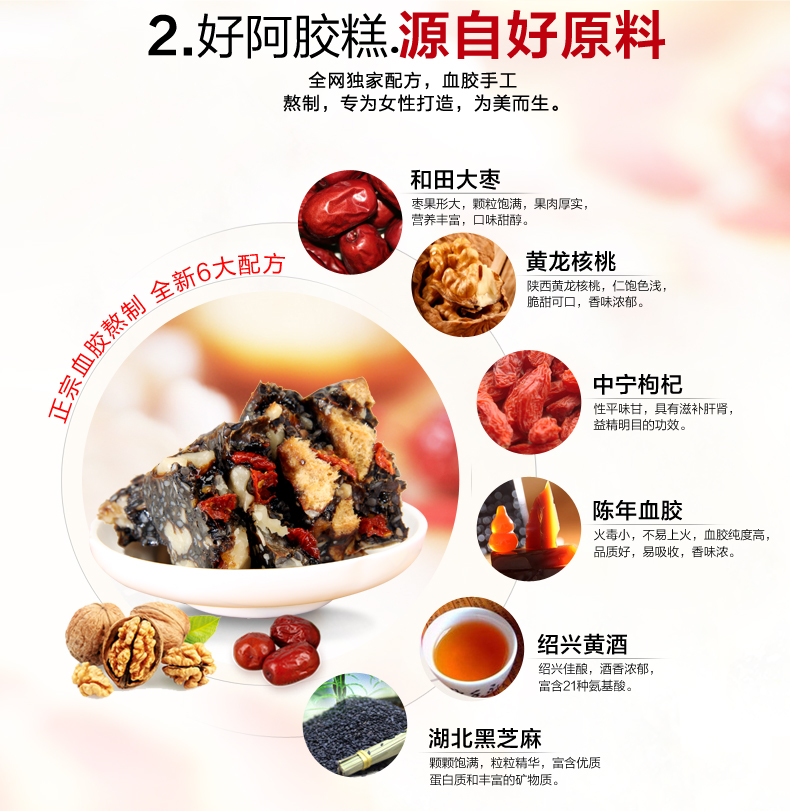 2.好阿胶糕.源自好原料
全网独家配方，血胶手工
熬制，专为女性打造，为美而生。
正宗血胶熬制 全新6大配方
和田大枣
枣果形大，颗粒饱满，果肉厚实，
营养丰富，口味甜醇。
黄龙核桃
陕西黄龙核桃，仁饱色浅，
脆甜可口，香味浓郁。
中宁枸杞
性平味甘，具有滋补肝肾，
益精明目的功效。
陈年血胶
火毒小，不易上火，血胶纯度高，
品质好，易吸收，香味浓。
绍兴黄酒
绍兴佳酿，酒香浓郁，
富含21种氨基酸。
湖北黑芝麻
颗颗饱满，粒粒精华，富含优质
蛋白质和丰富的矿物质。